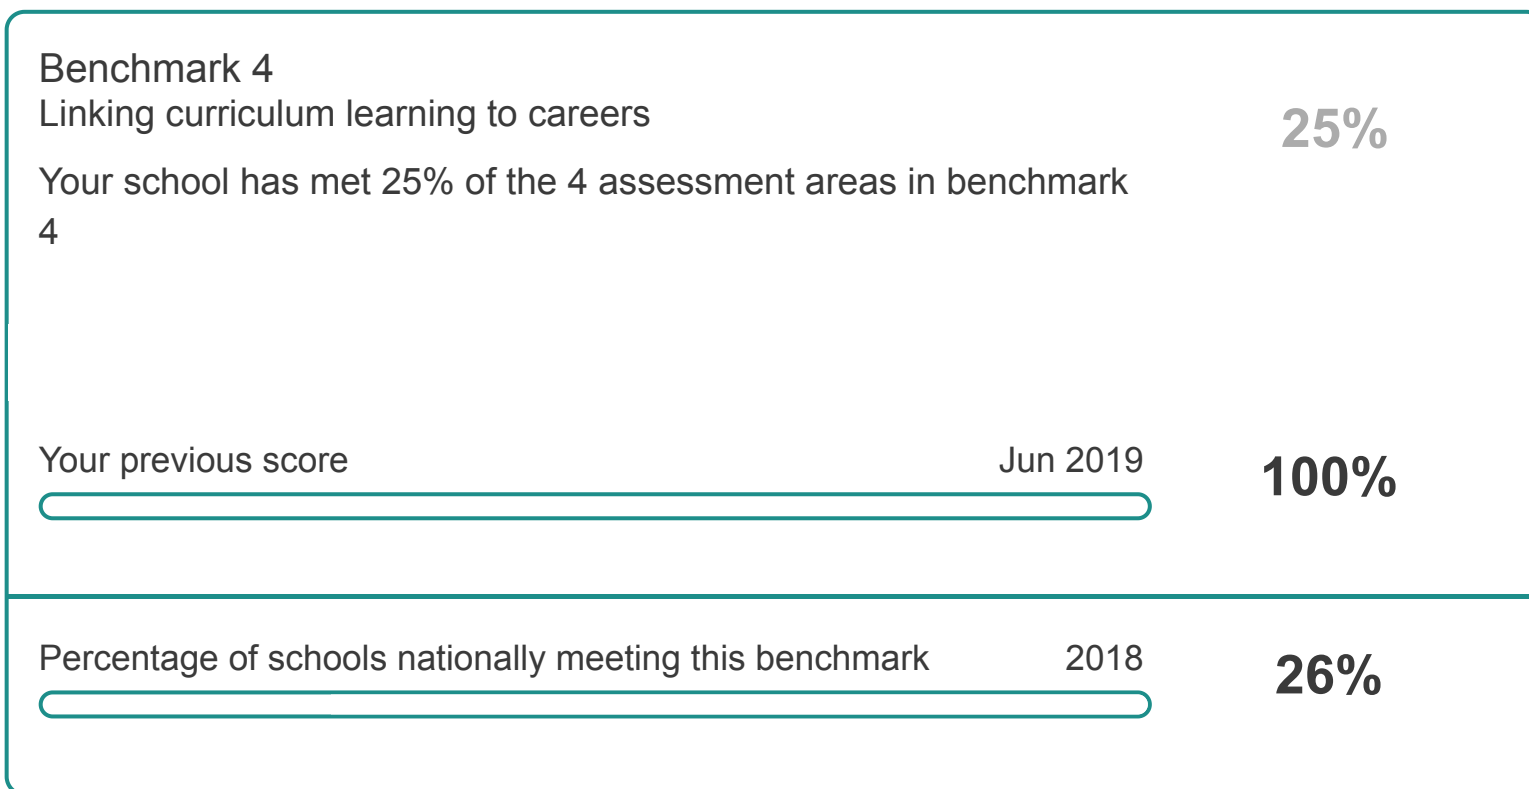 Benchmark 4
Linking curriculum learning to careers
25%
Your school has met 25% of the 4 assessment areas in benchmark
4
Your previous score Jun 2019 100%
Percentage of schools nationally meeting this benchmark 2018 26%